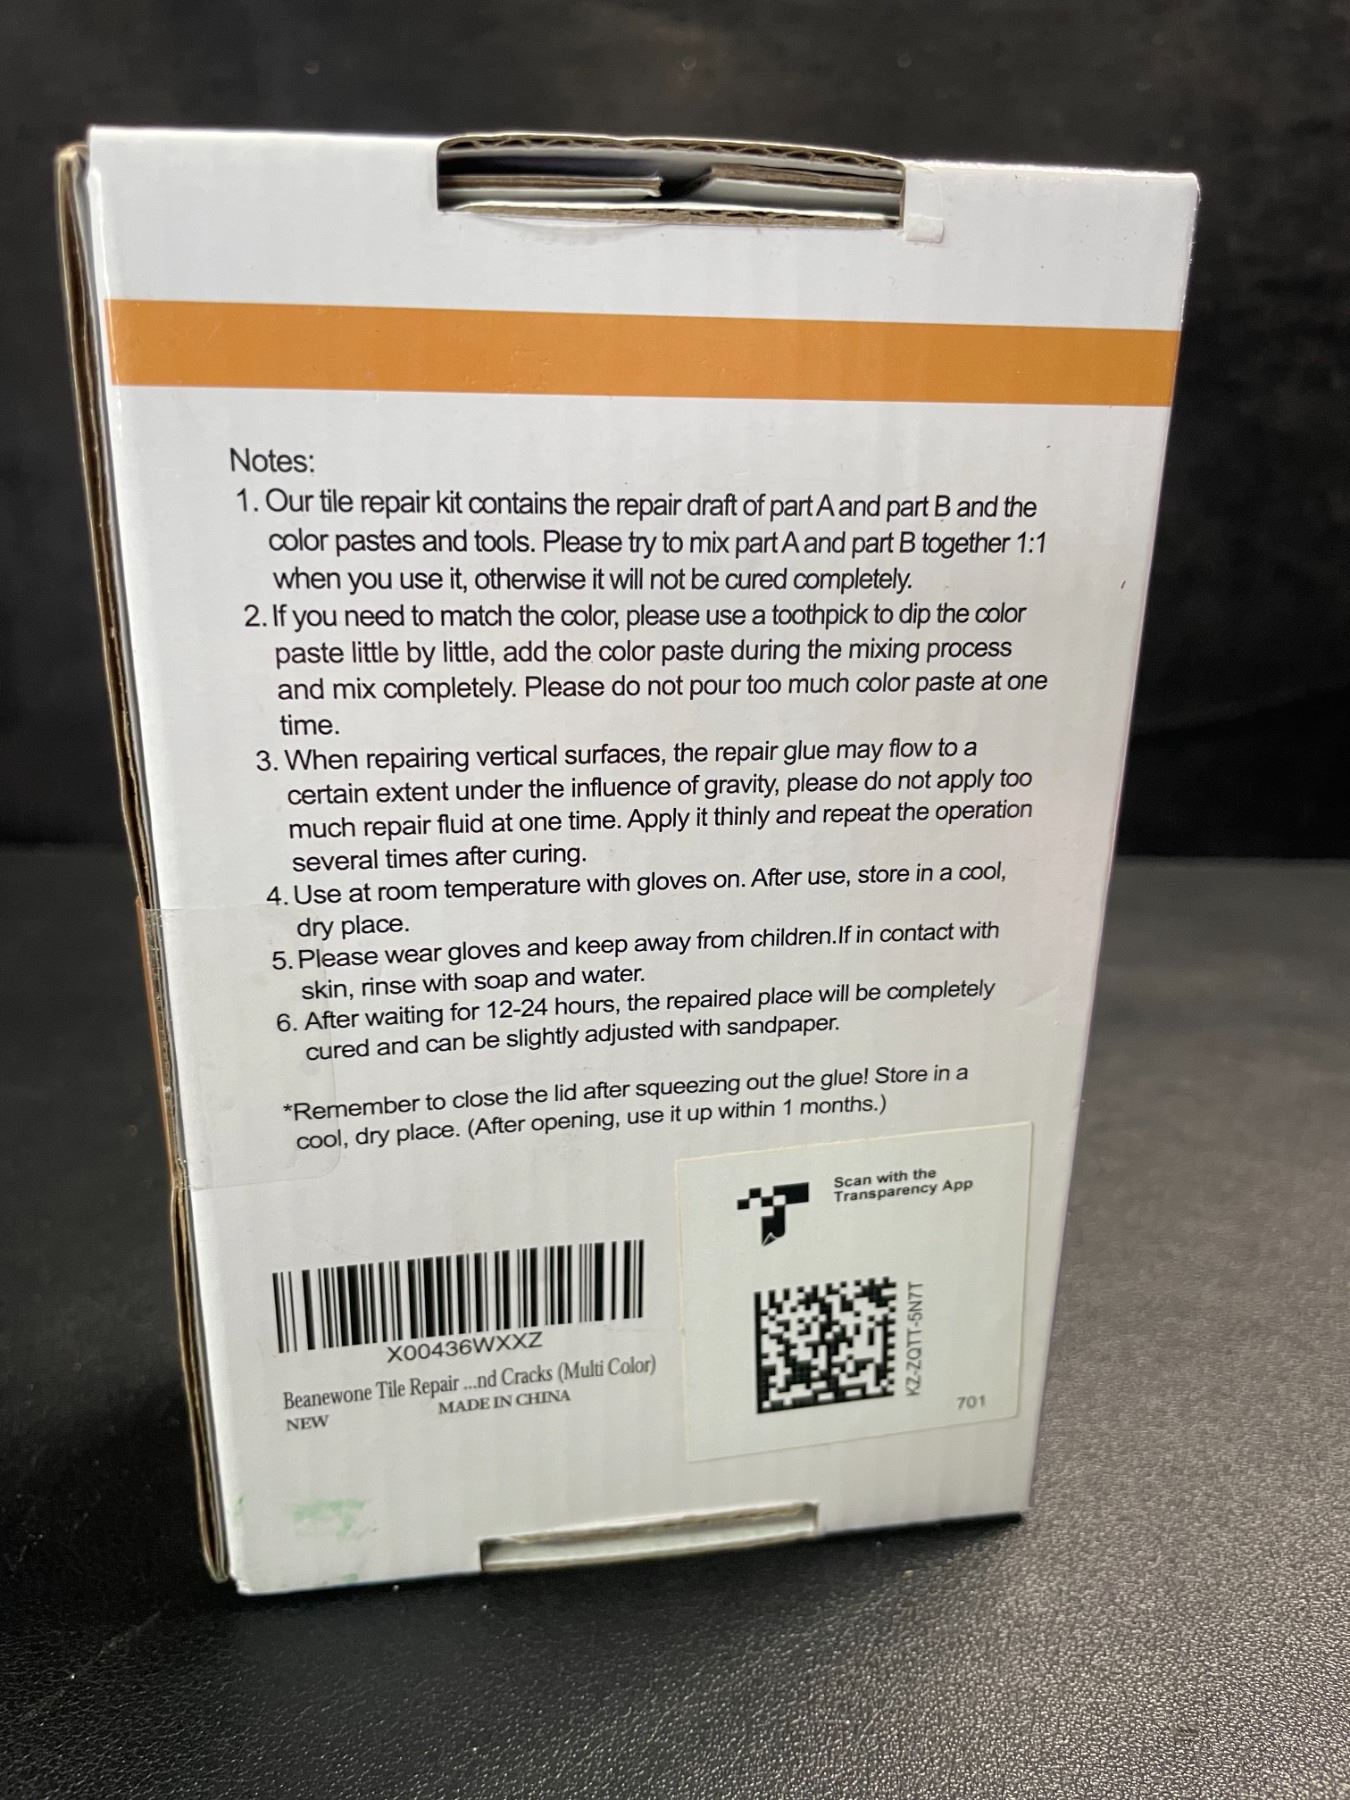 Notes:
1. Our tile repair kit contains the repair draft of part A and part B and the
color pastes and tools. Please try to mix part A and part B together 1:1
when you use it, otherwise it will not be cured completely.
2. If you need to match the color, please use a toothpick to dip the color
paste little by little, add the color paste during the mixing process
and mix completely. Please do not pour too much color paste at one
time.
3. When repairing vertical surfaces, the repair glue may flow to a
certain extent under the influence of gravity, please do not apply too
much repair fluid at one time. Apply it thinly and repeat the operation
several times after curing.
4. Use at room temperature with gloves on. After use, store in a cool,
dry place.
5. Please wear gloves and keep away from children.If in contact with
skin, rinse with soap and water.
6. After waiting for 12-24 hours, the repaired place will be completely
cured and can be slightly adjusted with sandpaper.
*Remember to close the lid after squeezing out the glue! Store in a
cool, dry place. (After opening, use it up within 1 months.)
Scan with the
Transparency App
X00436WXXZ
Beanewone Tile Repair ...nd Cracks (Multi Color)
NEW MADE IN CHINA
KZ-ZQTT-5N7T
701